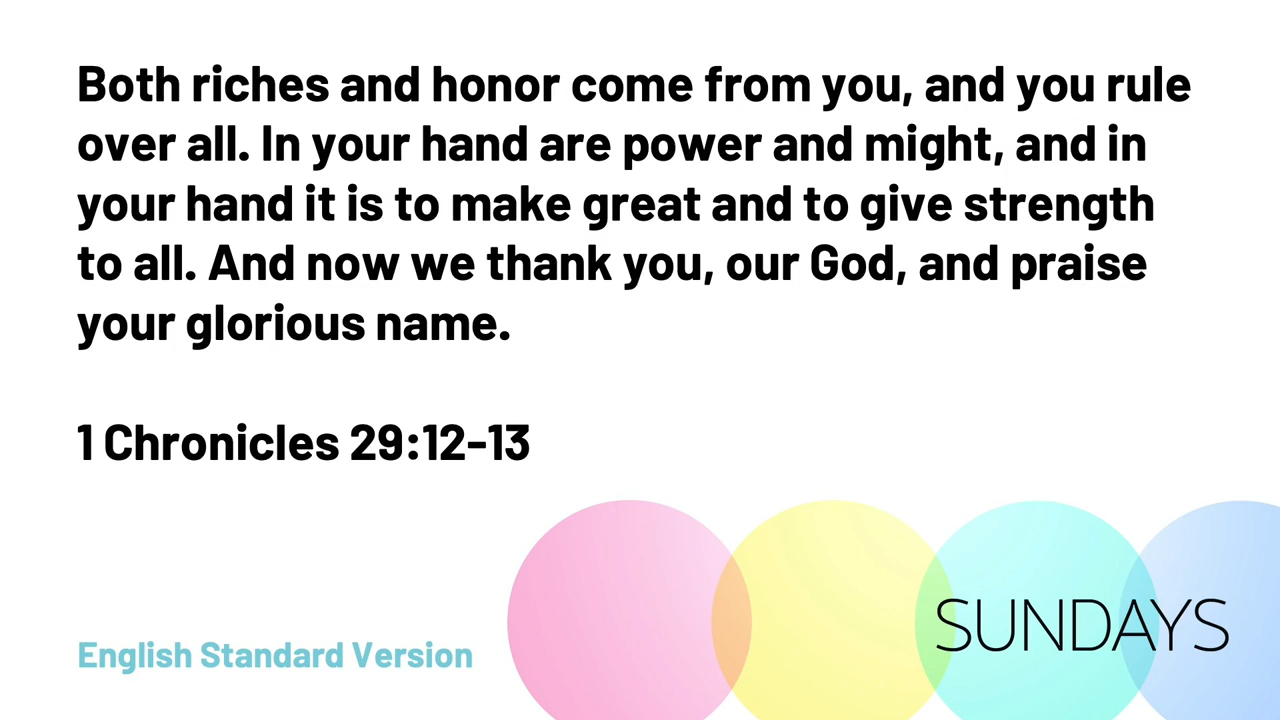 Both riches and honor come from you, and you rule
over all. In your hand are power and might, and in
your hand it is to make great and to give strength
to all. And now we thank you, our God, and praise
your glorious name.
1 Chronicles 29:12-13
SUNDAYS
English Standard Version